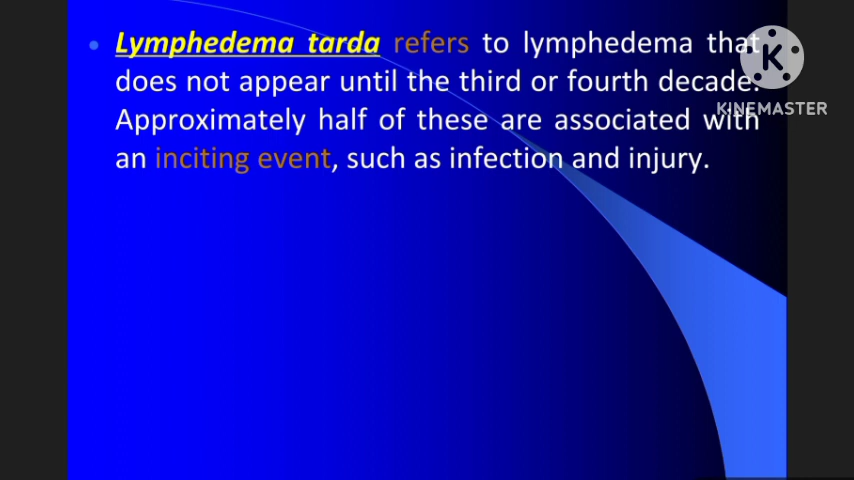 Lymphedema tarda refers to lymphedema that
does not appear until the third or fourth decade.
Approximately half of these are associated with
an inciting event, such as infection and injury.
K
KINEMASTER